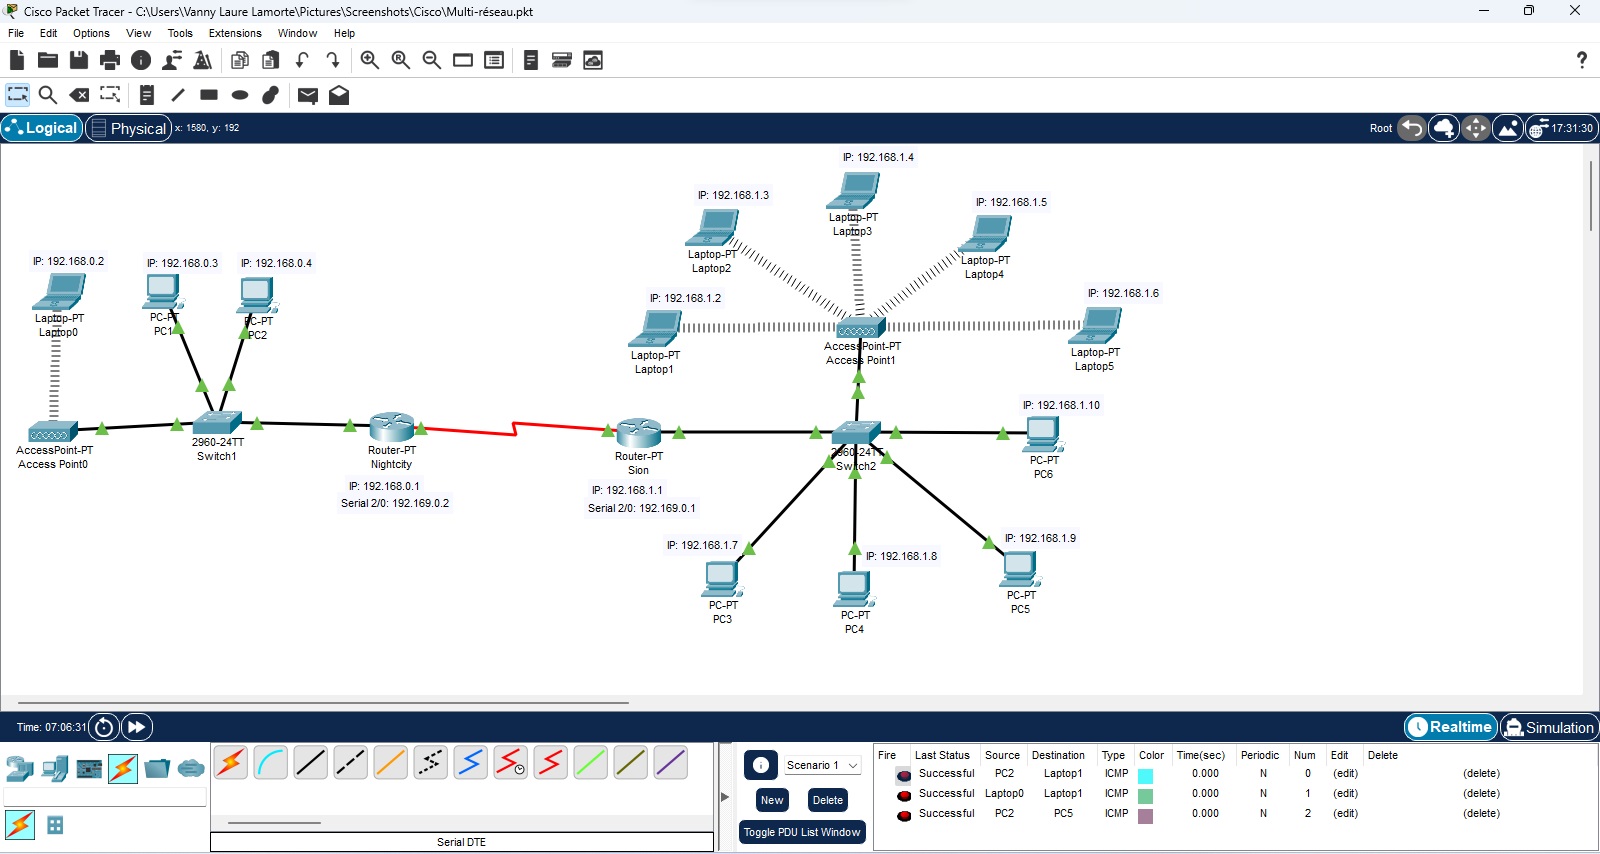 Cisco Packet Tracer - C:\Users\Vanny Laure Lamorte\Pictures\Screenshots\Cisco\Multi-réseau.pkt
File Edit Options View Tools Extensions Window Help
?
Logical Physical x: 1580, y: 192 Root 17:31:30
IP: 192.168.1.4
Laptop-PT
Laptop3
IP: 192.168.1.3
Laptop-PT
Laptop2
IP: 192.168.1.5
Laptop-PT
Laptop4
IP: 192.168.0.2
Laptop-PT
Laptop0
IP: 192.168.0.3
PC-PT
PC1
IP: 192.168.0.4
PC-PT
PC2
IP: 192.168.1.2
Laptop-PT
Laptop1
IP: 192.168.1.6
Laptop-PT
Laptop5
AccessPoint-PT
Access Point1
AccessPoint-PT
Access Point0
2960-24TT
Switch1
Router-PT
Nightcity
IP: 192.168.0.1
Serial 2/0: 192.169.0.2
Router-PT
Sion
IP: 192.168.1.1
Serial 2/0: 192.169.0.1
2960-24TT
Switch2
IP: 192.168.1.10
PC-PT
PC6
IP: 192.168.1.7
PC-PT
PC3
IP: 192.168.1.8
PC-PT
PC4
IP: 192.168.1.9
PC-PT
PC5
Time: 07:06:31 Realtime Simulation
Serial DTE
Scenario 1
New Delete
Toggle PDU List Window
Fire Last Status Source Destination Type Color Time(sec) Periodic Num Edit Delete
Successful PC2 Laptop1 ICMP 0.000 N 0 (edit) (delete)
Successful Laptop0 Laptop1 ICMP 0.000 N 1 (edit) (delete)
Successful PC2 PC5 ICMP 0.000 N 2 (edit) (delete)